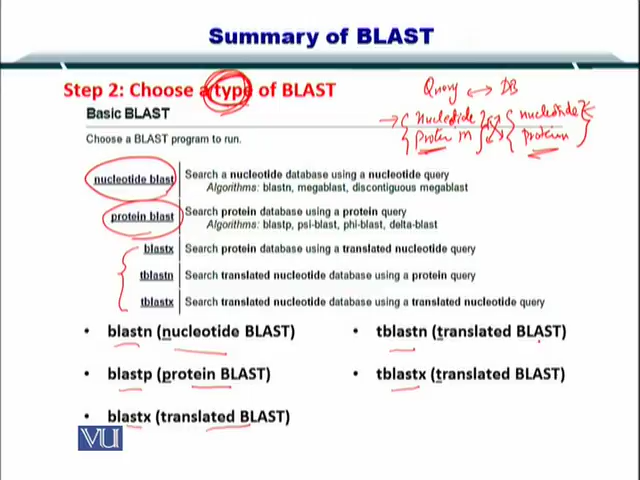 Summary of BLAST
Step 2: Choose a type of BLAST
Query ↔ DB
Nucleotide
Protein
nucleotide
protein
Basic BLAST
Choose a BLAST program to run.
nucleotide blast Search a nucleotide database using a nucleotide query
Algorithms: blastn, megablast, discontiguous megablast
protein blast Search protein database using a protein query
Algorithms: blastp, psi-blast, phi-blast, delta-blast
blastx Search protein database using a translated nucleotide query
tblastn Search translated nucleotide database using a protein query
tblastx Search translated nucleotide database using a translated nucleotide query
• blastn (nucleotide BLAST)
• blastp (protein BLAST)
• blastx (translated BLAST)
• tblastn (translated BLAST)
• tblastx (translated BLAST)
VU